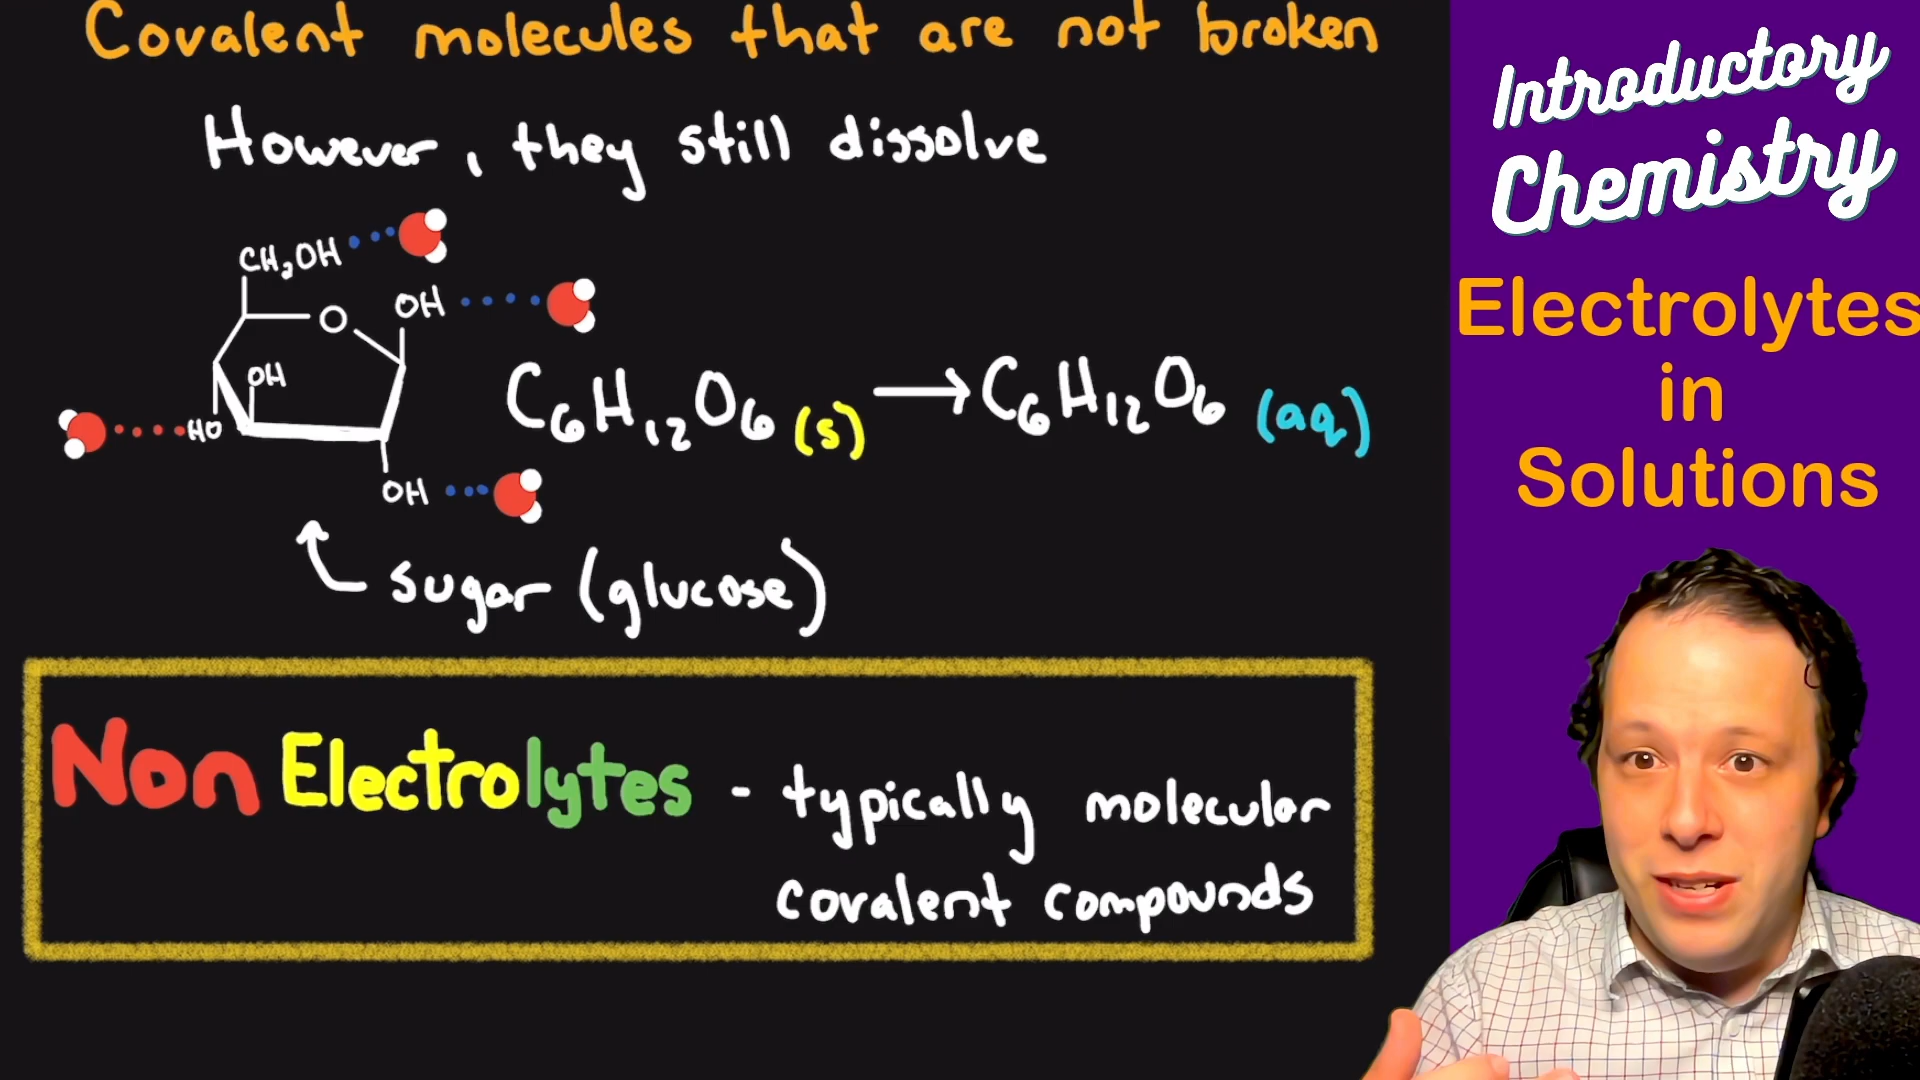 Covalent molecules that are not broken
However, they still dissolve
CH₂OH
OH
O
OH
HO
OH
C₆H₁₂O₆ (s) → C₆H₁₂O₆ (aq)
sugar (glucose)
Non Electrolytes - typically molecular
covalent compounds
Introductory
Chemistry
Electrolytes
in
Solutions